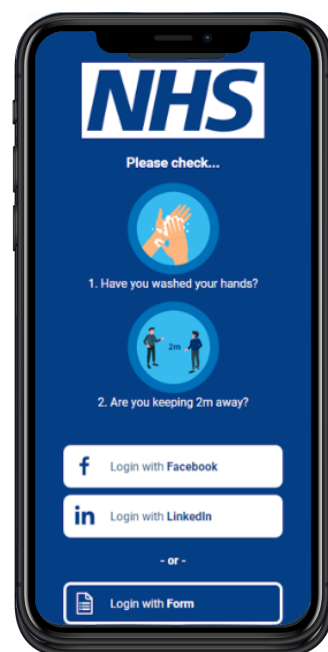 NHS
Please check...
1. Have you washed your hands?
2m
2. Are you keeping 2m away?
f Login with Facebook
in Login with LinkedIn
- or -
Login with Form